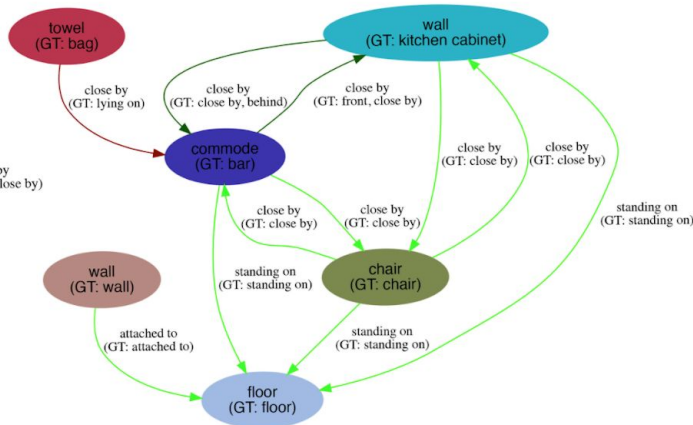 towel
(GT: bag)
wall
(GT: kitchen cabinet)
close by
(GT: lying on)
close by
(GT: close by, behind)
close by
(GT: front, close by)
commode
(GT: bar)
close by
(GT: close by)
close by
(GT: close by)
by
lose by)
close by
(GT: close by)
close by
(GT: close by)
standing on
(GT: standing on)
wall
(GT: wall)
standing on
(GT: standing on)
chair
(GT: chair)
attached to
(GT: attached to)
standing on
(GT: standing on)
floor
(GT: floor)